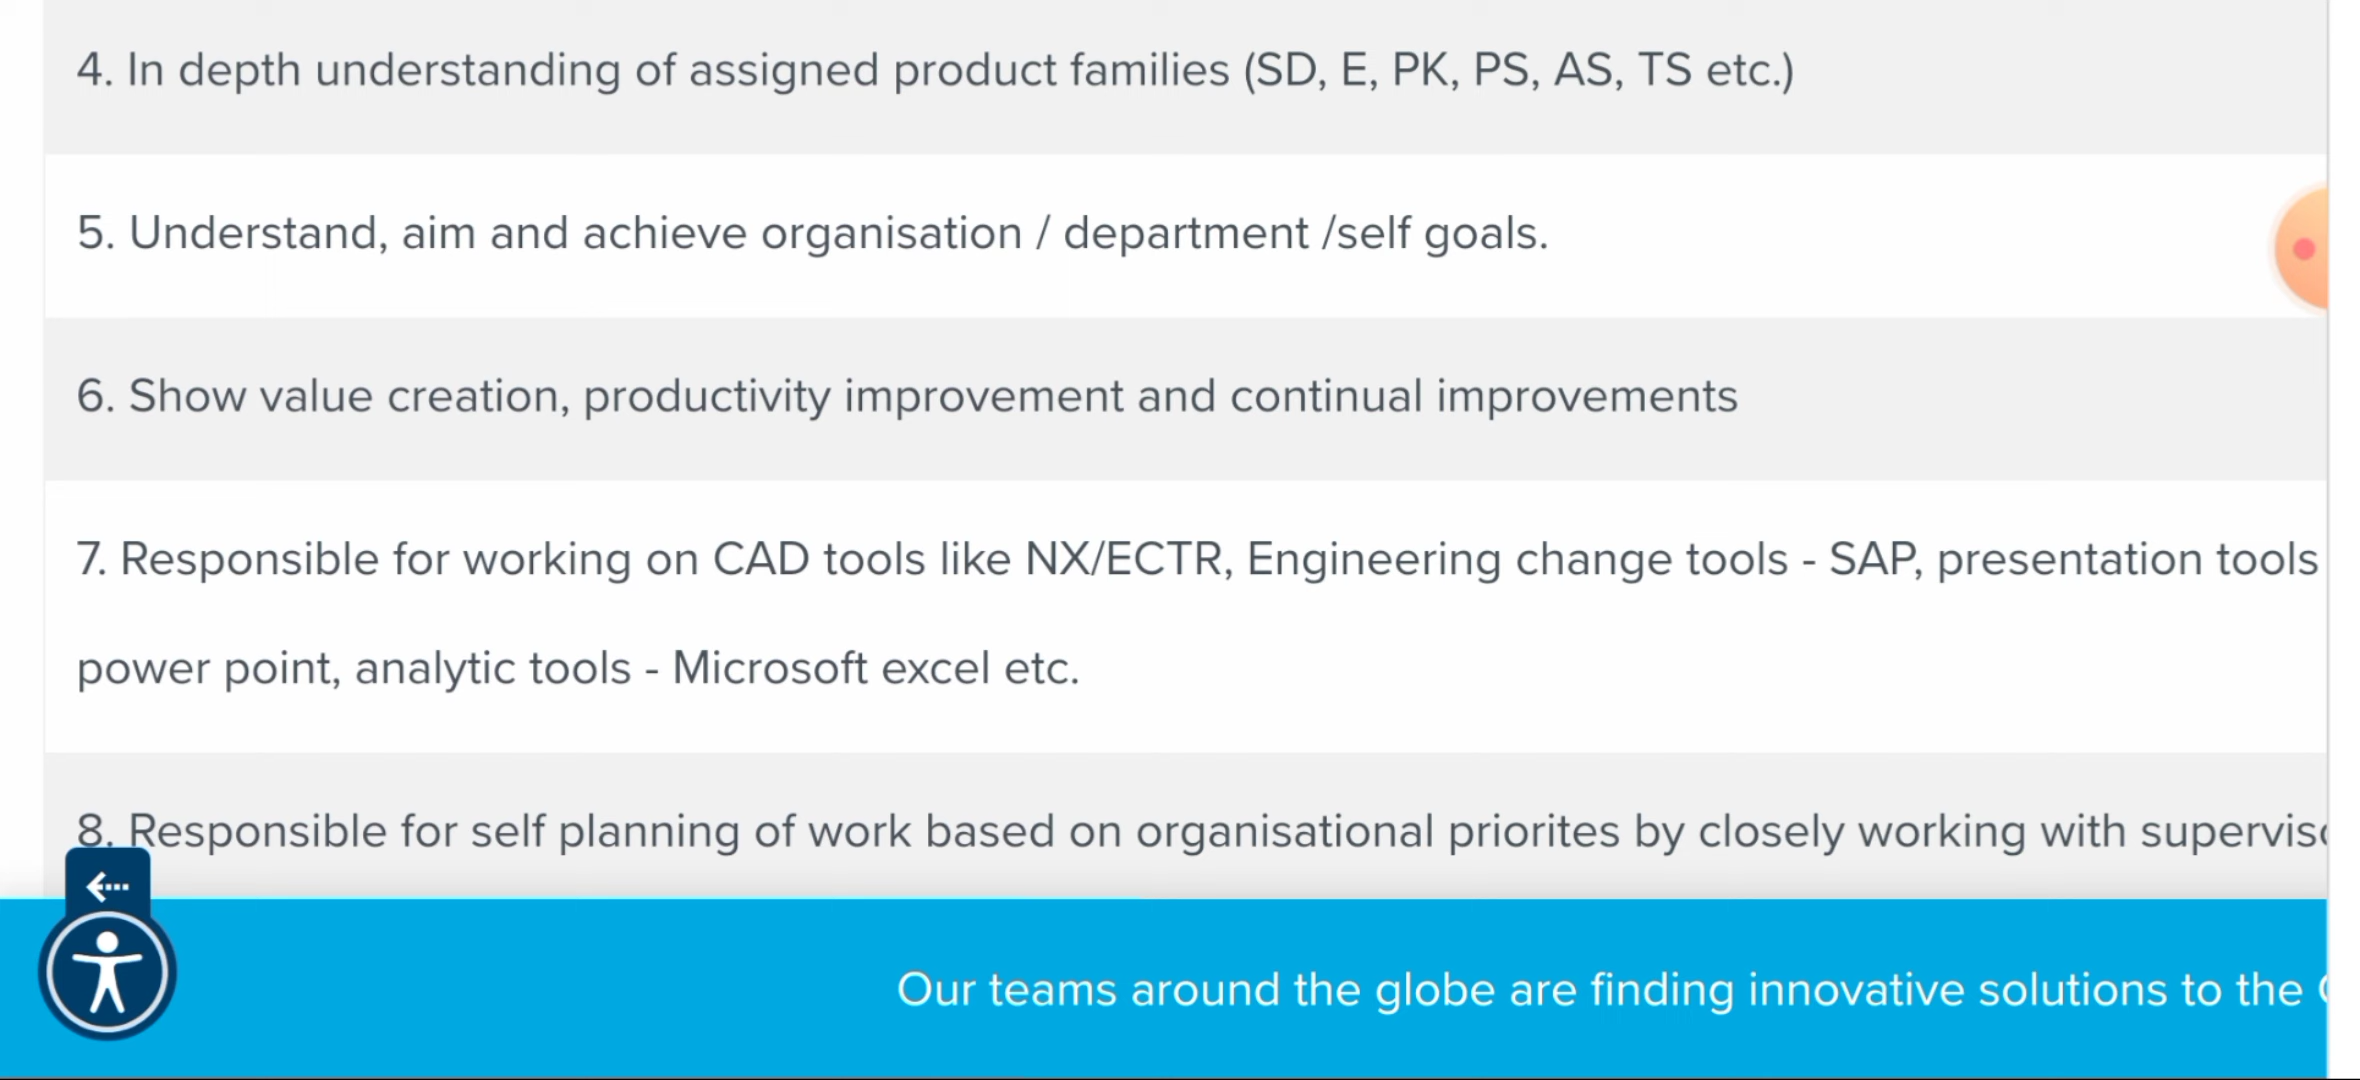 4. In depth understanding of assigned product families (SD, E, PK, PS, AS, TS etc.)
5. Understand, aim and achieve organisation / department /self goals.
6. Show value creation, productivity improvement and continual improvements
7. Responsible for working on CAD tools like NX/ECTR, Engineering change tools - SAP, presentation tools
power point, analytic tools - Microsoft excel etc.
8. Responsible for self planning of work based on organisational priorites by closely working with
Our teams around the globe are finding innovative solutions to the